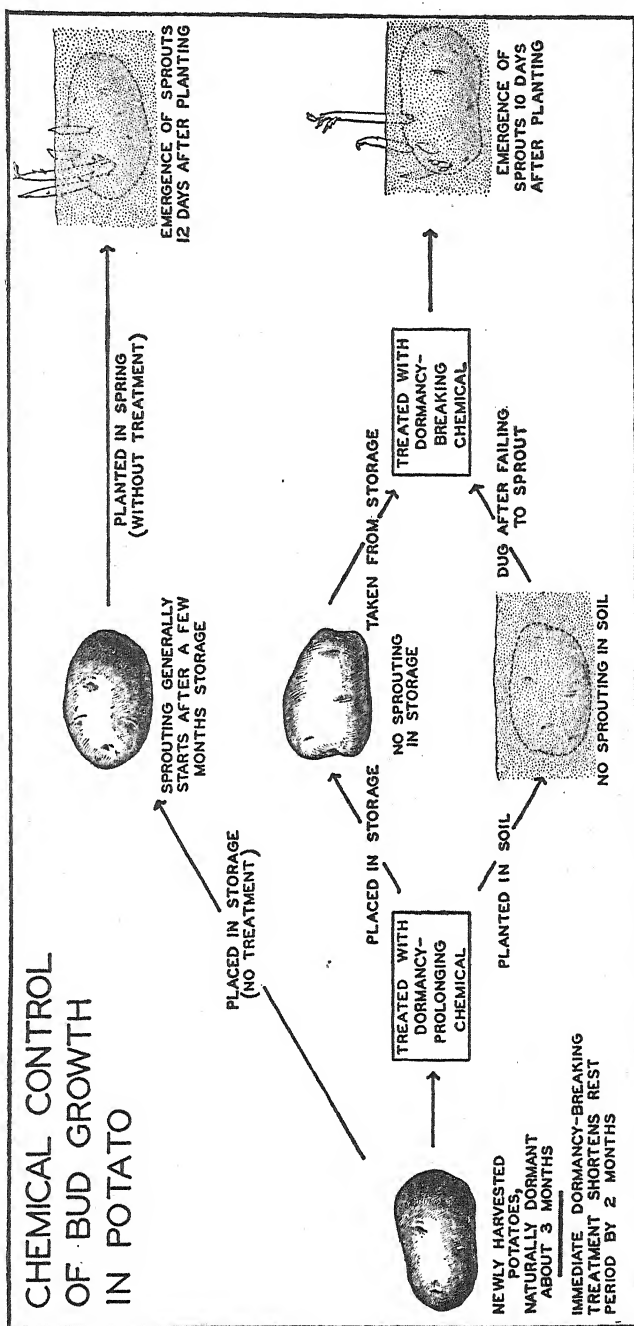 CHEMICAL CONTROL
OF BUD GROWTH
IN POTATO
NEWLY HARVESTED
POTATOES,
NATURALLY DORMANT
ABOUT 3 MONTHS
IMMEDIATE DORMANCY-BREAKING
TREATMENT SHORTENS REST
PERIOD BY 2 MONTHS
PLACED IN STORAGE
(NO TREATMENT)
SPROUTING GENERALLY
STARTS AFTER A FEW
MONTHS STORAGE
PLANTED IN SPRING
(WITHOUT TREATMENT)
EMERGENCE OF SPROUTS
12 DAYS AFTER PLANTING
TREATED WITH
DORMANCY-
PROLONGING
CHEMICAL
PLACED IN STORAGE
NO SPROUTING
IN STORAGE
TAKEN FROM STORAGE
PLANTED IN SOIL
NO SPROUTING IN SOIL
DUG AFTER FAILING.
TO SPROUT
TREATED WITH
DORMANCY-
BREAKING
CHEMICAL
EMERGENCE OF
SPROUTS 10 DAYS
AFTER PLANTING